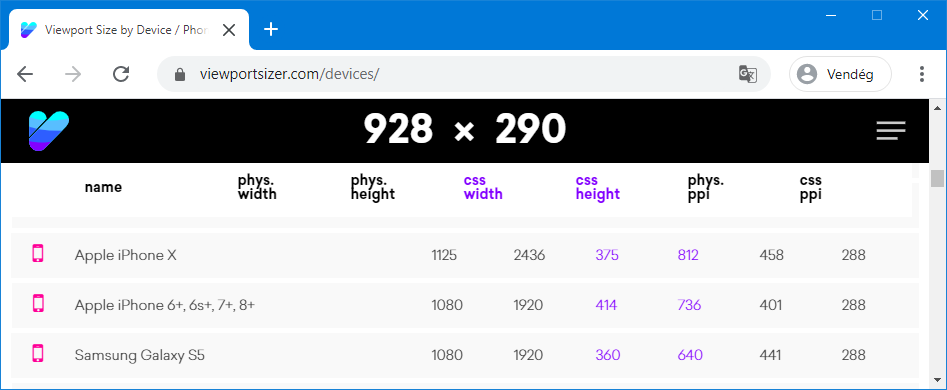 Viewport Size by Device / Phon
viewportsizer.com/devices/
Vendég
928 × 290
name phys. width phys. height css width css height phys. ppi css ppi
Apple iPhone X 1125 2436 375 812 458 288
Apple iPhone 6+, 6s+, 7+, 8+ 1080 1920 414 736 401 288
Samsung Galaxy S5 1080 1920 360 640 441 288